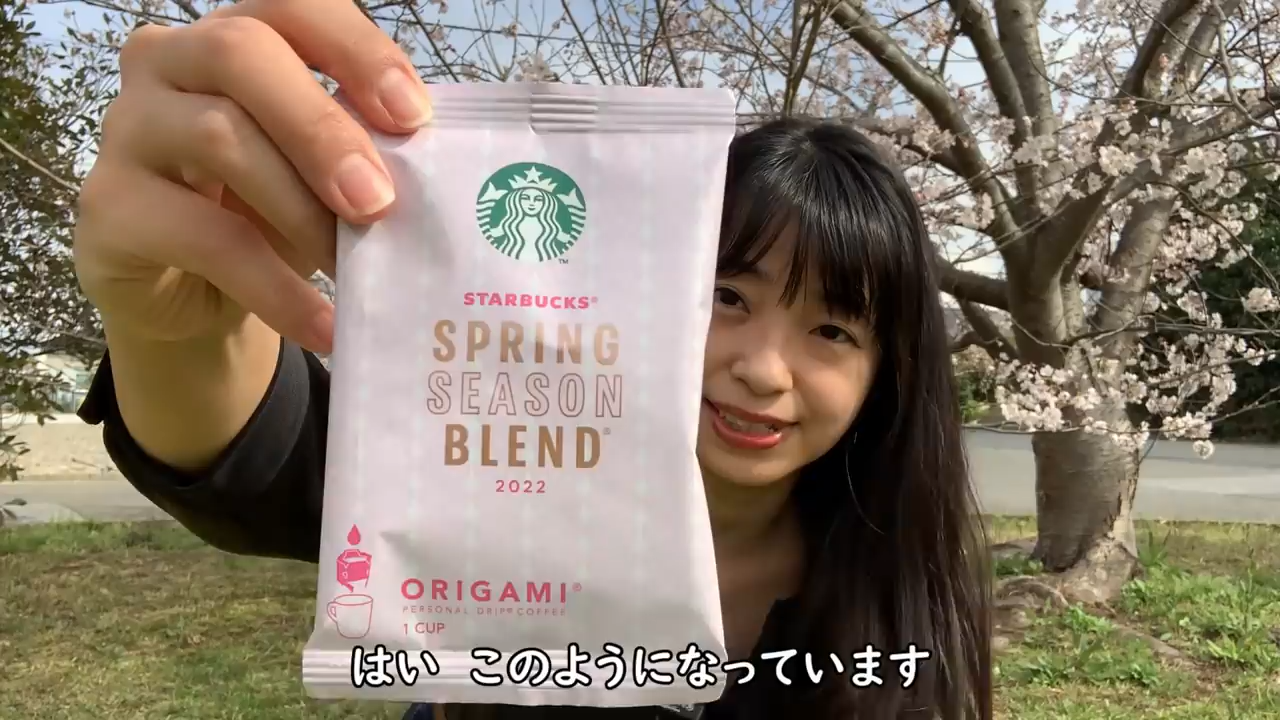 STARBUCKS®
SPRING
SEASON
BLEND®
2022
ORIGAMI®
PERSONAL DRIP® COFFEE
1 CUP
はい このようになっています